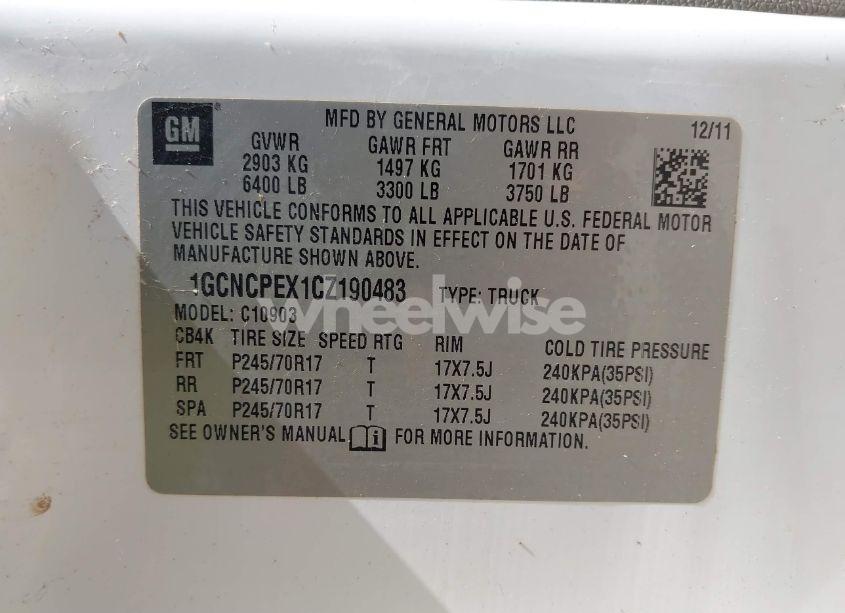 GM
MFD BY GENERAL MOTORS LLC 12/11
GVWR GAWR FRT GAWR RR
2903 KG 1497 KG 1701 KG
6400 LB 3300 LB 3750 LB
THIS VEHICLE CONFORMS TO ALL APPLICABLE U.S. FEDERAL MOTOR
VEHICLE SAFETY STANDARDS IN EFFECT ON THE DATE OF
MANUFACTURE SHOWN ABOVE.
1GCNCPEX1CZ190483 TYPE: TRUCK
wheelwise
MODEL: C10903
CB4K TIRE SIZE SPEED RTG RIM COLD TIRE PRESSURE
FRT P245/70R17 T 17X7.5J 240KPA(35PSI)
RR P245/70R17 T 17X7.5J 240KPA(35PSI)
SPA P245/70R17 T 17X7.5J 240KPA(35PSI)
SEE OWNER'S MANUAL FOR MORE INFORMATION.